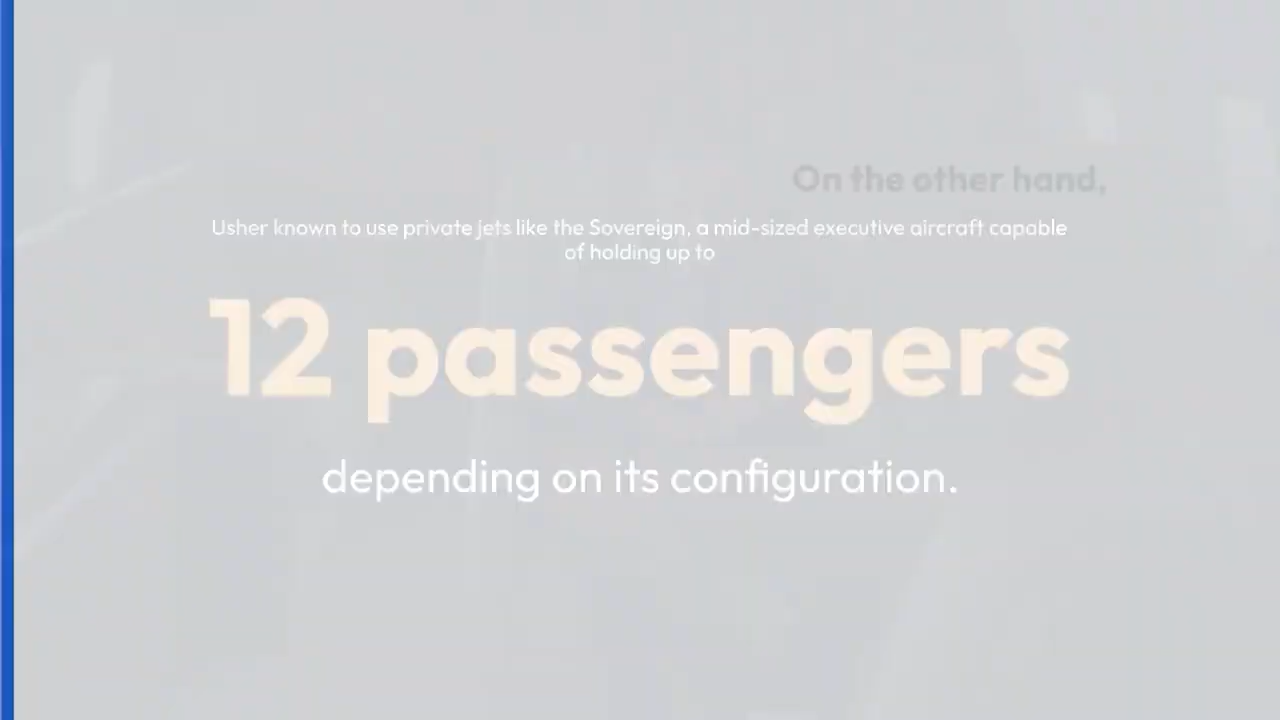 On the other hand,
Usher known to use private jets like the Sovereign, a mid-sized executive aircraft capable
of holding up to
12 passengers
depending on its configuration.